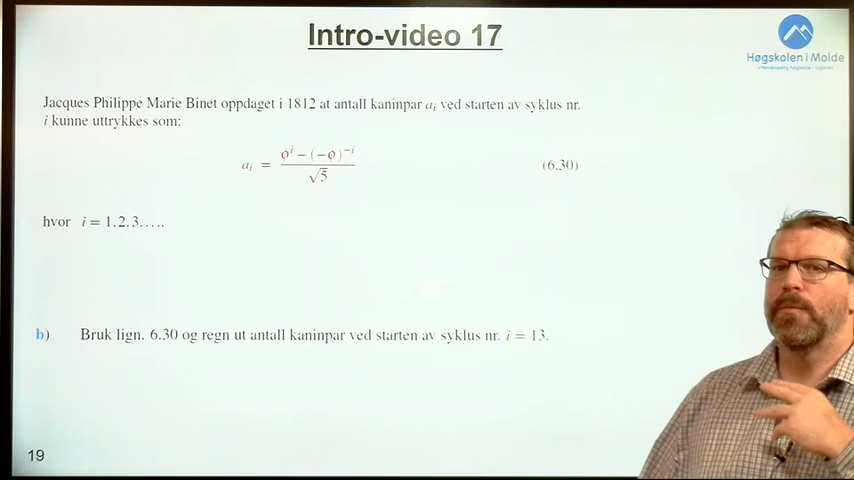 Intro-video 17
Høgskolen i Molde
Jacques Philippe Marie Binet oppdaget i 1812 at antall kaninpar aᵢ ved starten av syklus nr.
i kunne uttrykkes som:
aᵢ = (ϕⁱ − (−ϕ)⁻ⁱ) / √5 (6.30)
hvor i = 1, 2, 3, . . . .
b) Bruk lign. 6.30 og regn ut antall kaninpar ved starten av syklus nr. i = 13.
19